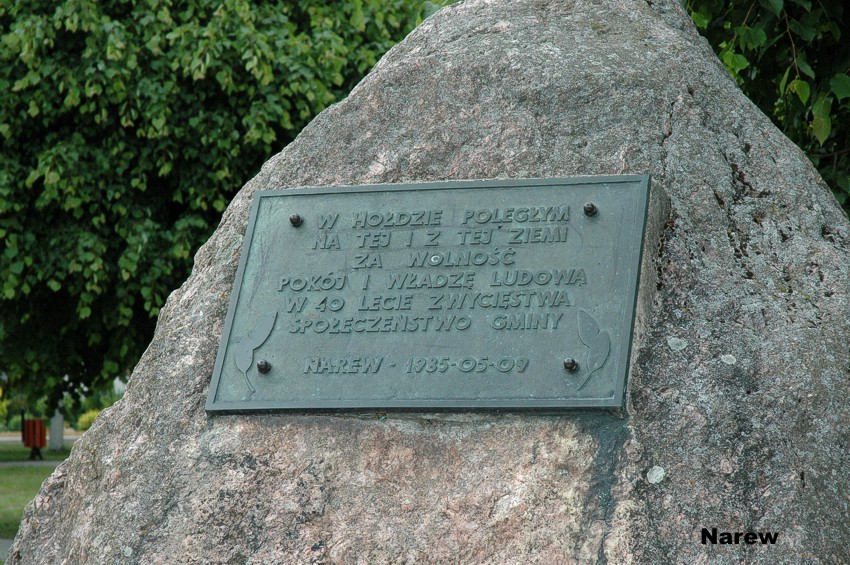 W HOŁDZIE POLEGŁYM
NA TEJ I Z TEJ ZIEMI
ZA WOLNOŚĆ
POKÓJ I WŁADZĘ LUDOWĄ
W 40 LECIE ZWYCIĘSTWA
SPOŁECZEŃSTWO GMINY
NAREW - 1985-05-09
Narew